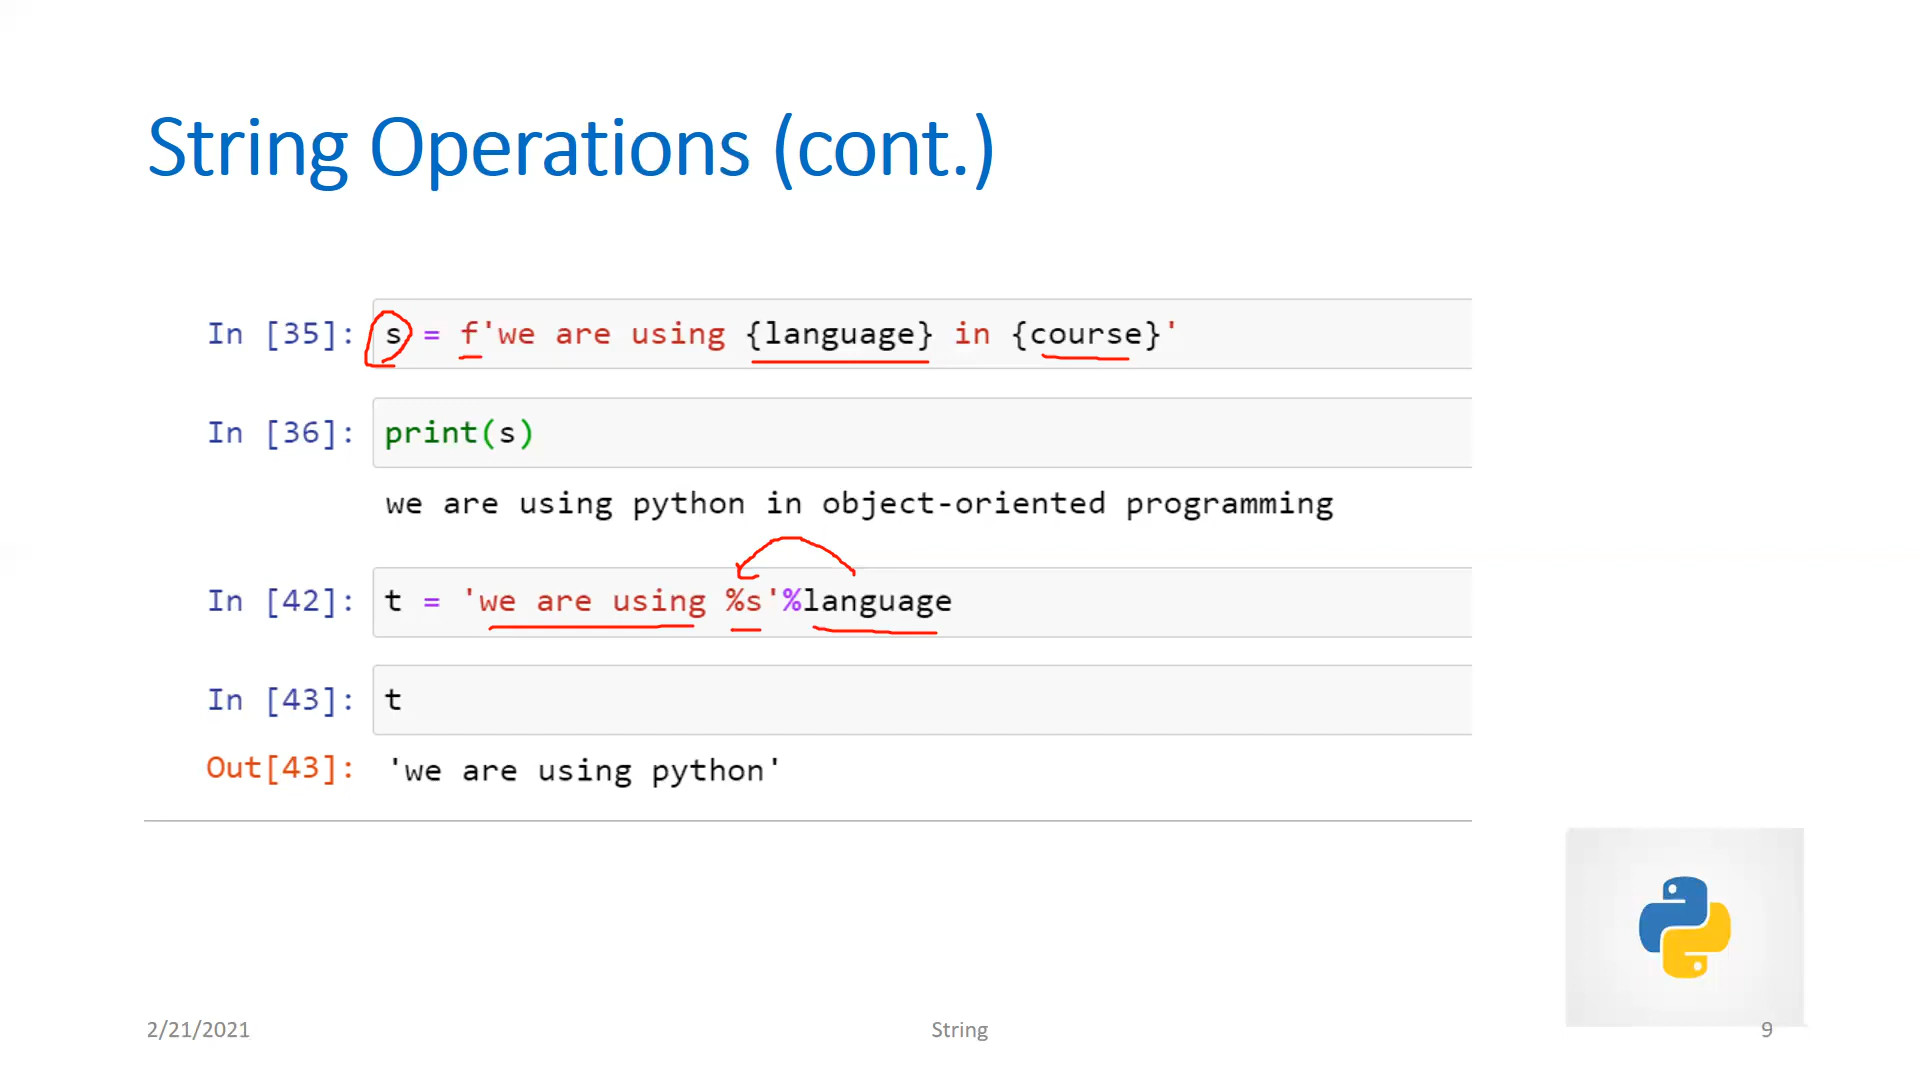 String Operations (cont.)
In [35]: s = f'we are using {language} in {course}'
In [36]: print(s)
we are using python in object-oriented programming
In [42]: t = 'we are using %s'%language
In [43]: t
Out[43]: 'we are using python'
2/21/2021 String 9